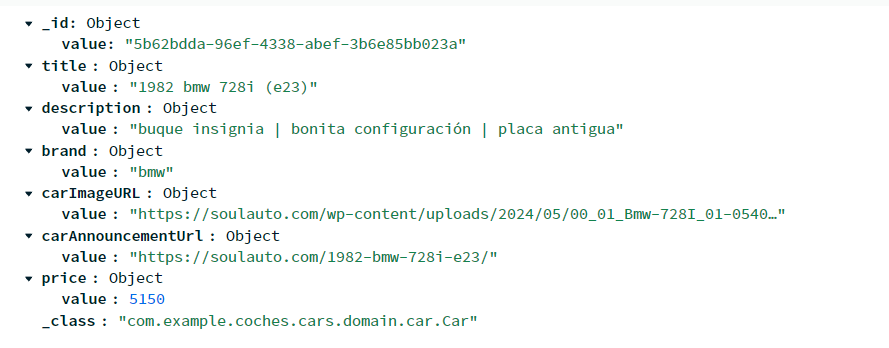 _id: Object
value: "5b62bdda-96ef-4338-abef-3b6e85bb023a"
title : Object
value : "1982 bmw 728i (e23)"
description : Object
value : "buque insignia | bonita configuración | placa antigua"
brand : Object
value : "bmw"
carImageURL : Object
value : "https://soulauto.com/wp-content/uploads/2024/05/00_01_Bmw-728I_01-0540…"
carAnnouncementUrl : Object
value : "https://soulauto.com/1982-bmw-728i-e23/"
price : Object
value : 5150
_class : "com.example.coches.cars.domain.car.Car"